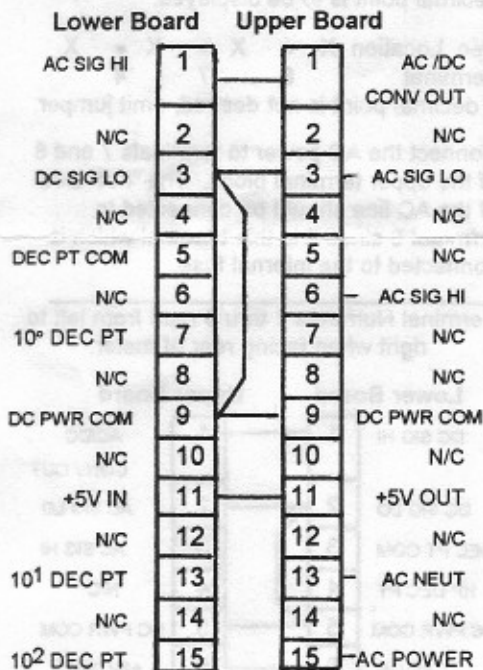 Lower Board Upper Board
AC SIG HI 1 1 AC /DC
CONV OUT
N/C 2 2 N/C
DC SIG LO 3 3 AC SIG LO
N/C 4 4 N/C
DEC PT COM 5 5 N/C
N/C 6 6 AC SIG HI
10° DEC PT 7 7 N/C
N/C 8 8 N/C
DC PWR COM 9 9 DC PWR COM
N/C 10 10 N/C
+5V IN 11 11 +5V OUT
N/C 12 12 N/C
10¹ DEC PT 13 13 AC NEUT
N/C 14 14 N/C
10² DEC PT 15 15 AC POWER